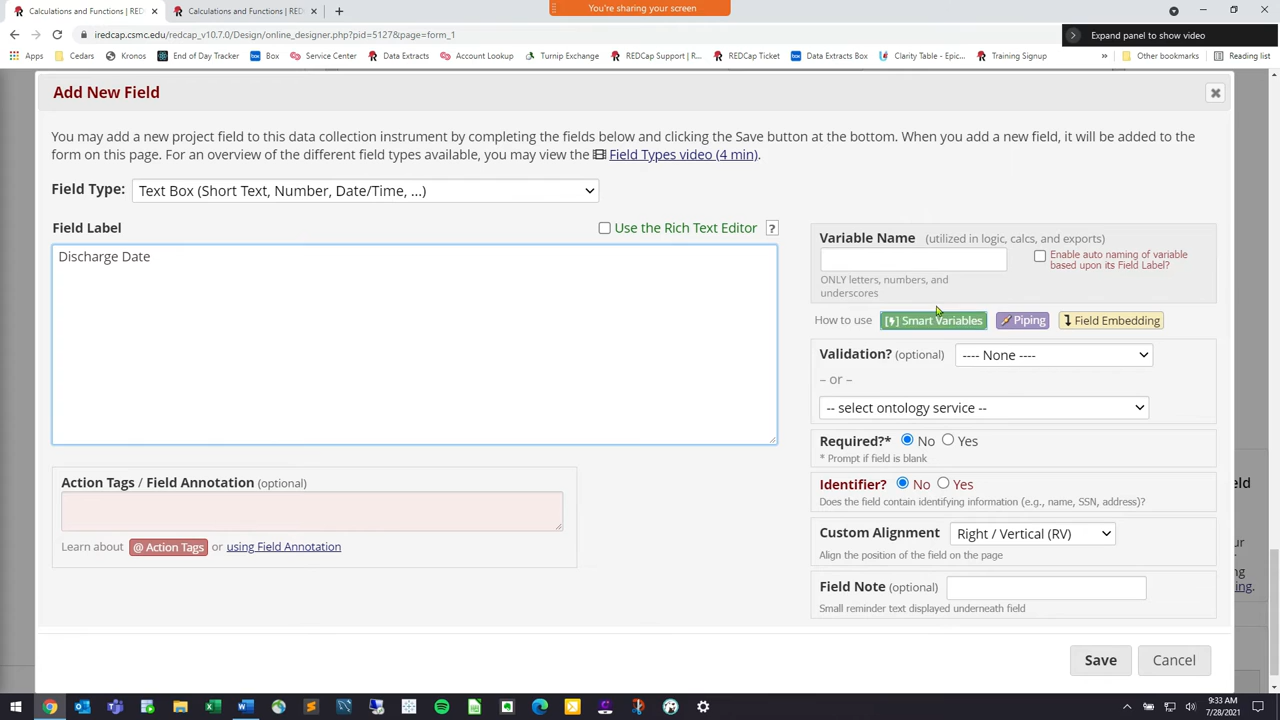 Calculations and Functions | RED
Calculations and Functions | RED
You're sharing your screen
iredcap.csmc.edu/redcap_v10.7.0/Design/online_designer.php?pid=5127&page=form_1
Expand panel to show video
Apps
Cedars
Knox
End of Day Tracker
Box
Service Center
Data Extracts
Account Lookup
Turnip Exchange
REDCap Support | R...
REDCap Ticket
Data Extracts Box
Clarity Table - Epic...
Training Signup
»
Other bookmarks
Reading list
Add New Field
You may add a new project field to this data collection instrument by completing the fields below and clicking the Save button at the bottom. When you add a new field, it will be added to the
form on this page. For an overview of the different field types available, you may view the Field Types video (4 min).
Field Type: Text Box (Short Text, Number, Date/Time, ...)
Field Label
Use the Rich Text Editor ?
Discharge Date
Action Tags / Field Annotation (optional)
Learn about @ Action Tags or using Field Annotation
Variable Name (utilized in logic, calcs, and exports)
Enable auto naming of variable
based upon its Field Label?
ONLY letters, numbers, and
underscores
How to use [ ] Smart Variables Piping Field Embedding
Validation? (optional) ---- None ----
– or –
-- select ontology service --
Required?* No Yes
* Prompt if field is blank
Identifier? No Yes
Does the field contain identifying information (e.g., name, SSN, address)?
Custom Alignment Right / Vertical (RV)
Align the position of the field on the page
Field Note (optional)
Small reminder text displayed underneath field
Save
Cancel
9:33 AM
7/28/2021